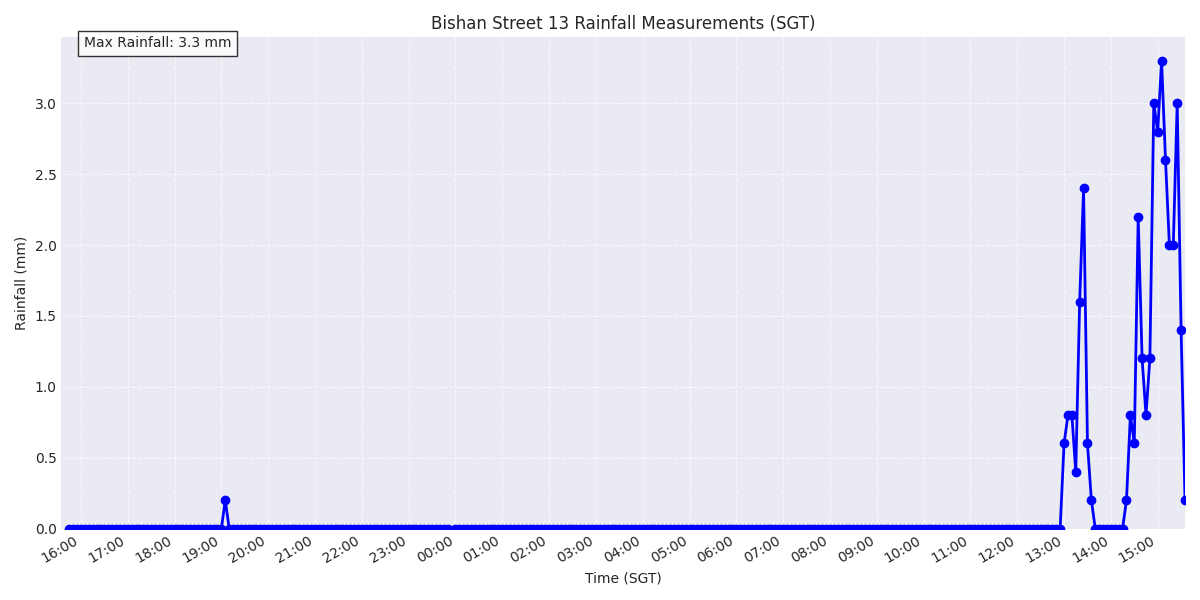 Bishan Street 13 Rainfall Measurements (SGT)
Max Rainfall: 3.3 mm
Rainfall (mm)
3.0
2.5
2.0
1.5
1.0
0.5
0.0
16:00 17:00 18:00 19:00 20:00 21:00 22:00 23:00 00:00 01:00 02:00 03:00 04:00 05:00 06:00 07:00 08:00 09:00 10:00 11:00 12:00 13:00 14:00 15:00
Time (SGT)